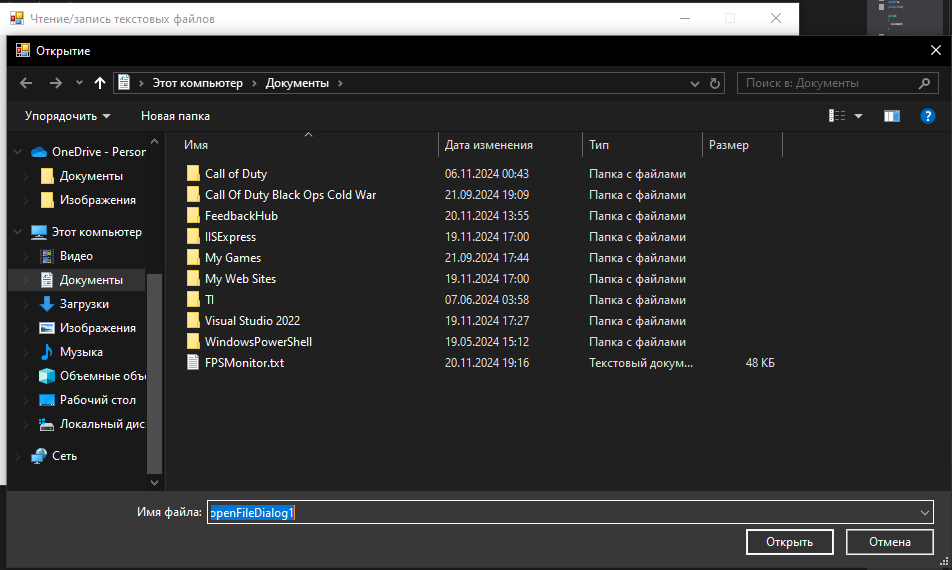 Чтение/запись текстовых файлов
Открытие
Этот компьютер
Документы
Поиск в: Документы
Упорядочить
Новая папка
Имя Дата изменения Тип Размер
OneDrive - Person
Документы
Изображения
Этот компьютер
Видео
Документы
Загрузки
Изображения
Музыка
Объемные объ
Рабочий стол
Локальный дис
Сеть
Call of Duty 06.11.2024 00:43 Папка с файлами
Call Of Duty Black Ops Cold War 21.09.2024 19:09 Папка с файлами
FeedbackHub 20.11.2024 13:55 Папка с файлами
IISExpress 19.11.2024 17:00 Папка с файлами
My Games 21.09.2024 17:44 Папка с файлами
My Web Sites 19.11.2024 17:00 Папка с файлами
TI 07.06.2024 03:58 Папка с файлами
Visual Studio 2022 19.11.2024 17:27 Папка с файлами
WindowsPowerShell 19.05.2024 15:12 Папка с файлами
FPSMonitor.txt 20.11.2024 19:16 Текстовый докум... 48 КБ
Имя файла: openFileDialog1
Открыть
Отмена